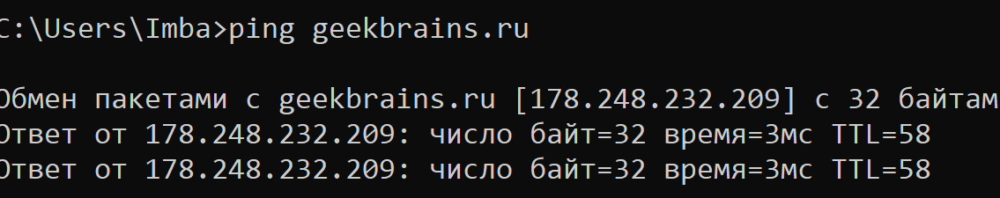 C:\Users\Imba>ping geekbrains.ru
Обмен пакетами с geekbrains.ru [178.248.232.209] с 32 байтам
Ответ от 178.248.232.209: число байт=32 время=3мс TTL=58
Ответ от 178.248.232.209: число байт=32 время=3мс TTL=58